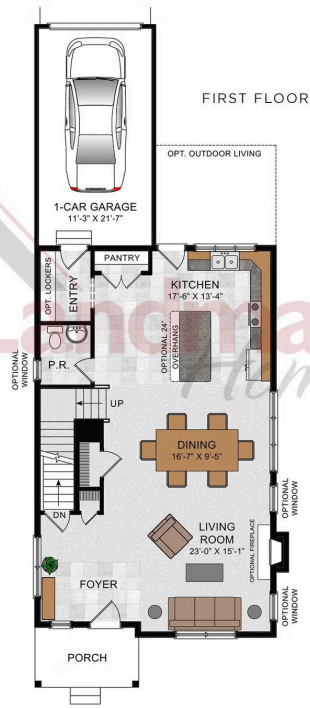 FIRST FLOOR
OPT. OUTDOOR LIVING
1-CAR GARAGE
11'-3" X 21'-7"
OPT. LOCKERS
ENTRY
PANTRY
KITCHEN
17'-6" X 13'-4"
OPTIONAL 24"
OVERHANG
Landma
Hom
P.R.
OPTIONAL
WINDOW
UP
DINING
16'-7" X 9'-5"
DN
OPTIONAL
WINDOW
LIVING
ROOM
23'-0" X 15'-1"
OPTIONAL FIREPLACE
FOYER
OPTIONAL
WINDOW
PORCH